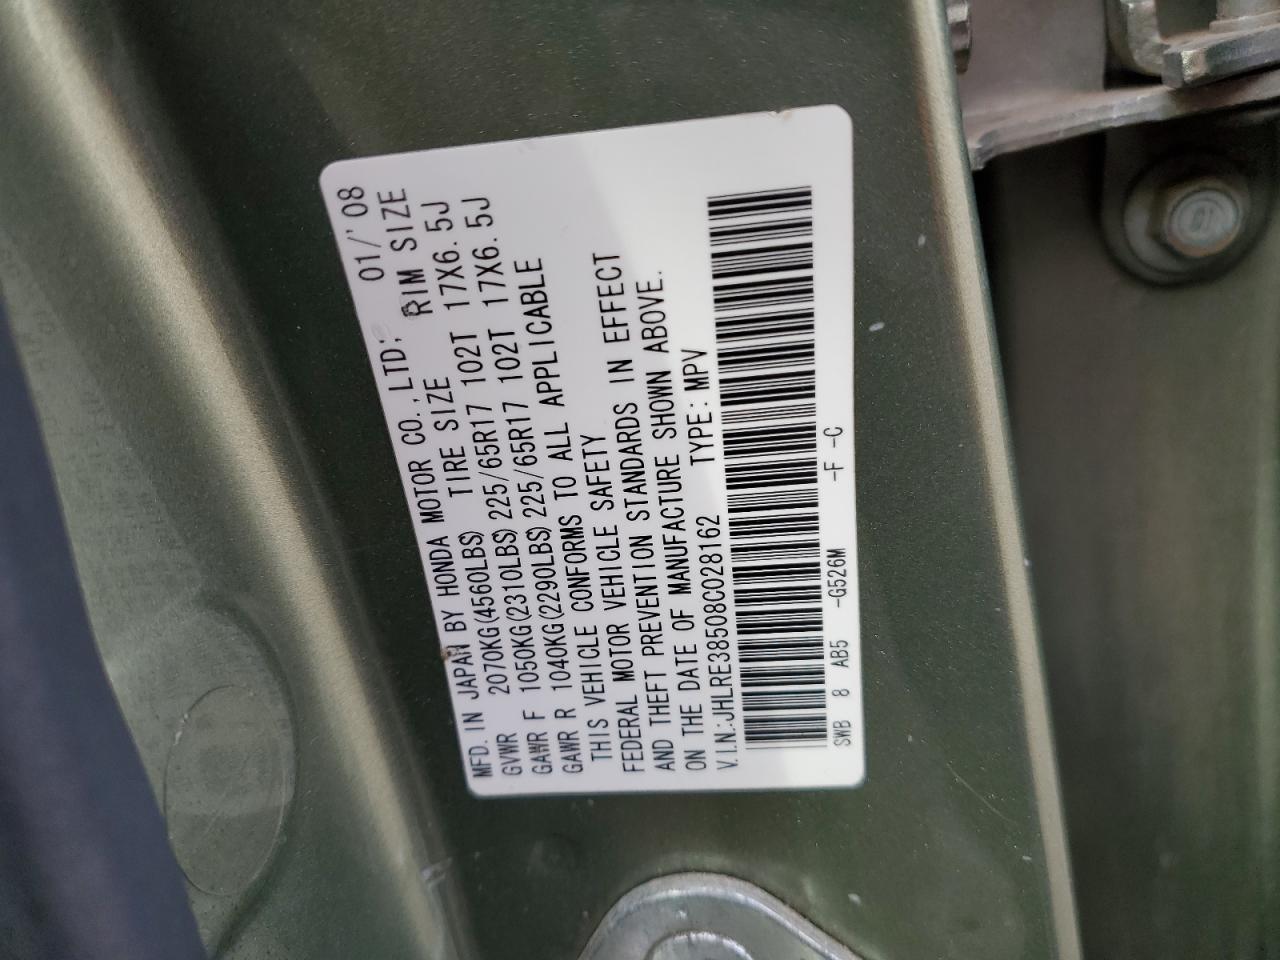 MFD. IN JAPAN BY HONDA MOTOR CO., LTD: 01/'08
GVWR 2070KG(4560LBS) TIRE SIZE RIM SIZE
GAWR F 1050KG(2310LBS) 225/65R17 102T 17X6.5J
GAWR R 1040KG(2290LBS) 225/65R17 102T 17X6.5J
THIS VEHICLE CONFORMS TO ALL APPLICABLE
FEDERAL MOTOR VEHICLE SAFETY
AND THEFT PREVENTION STANDARDS IN EFFECT
ON THE DATE OF MANUFACTURE SHOWN ABOVE.
V.I.N.:JHLRE38508C028162 TYPE: MPV
SWB 8 AB5 -G526M -F -C